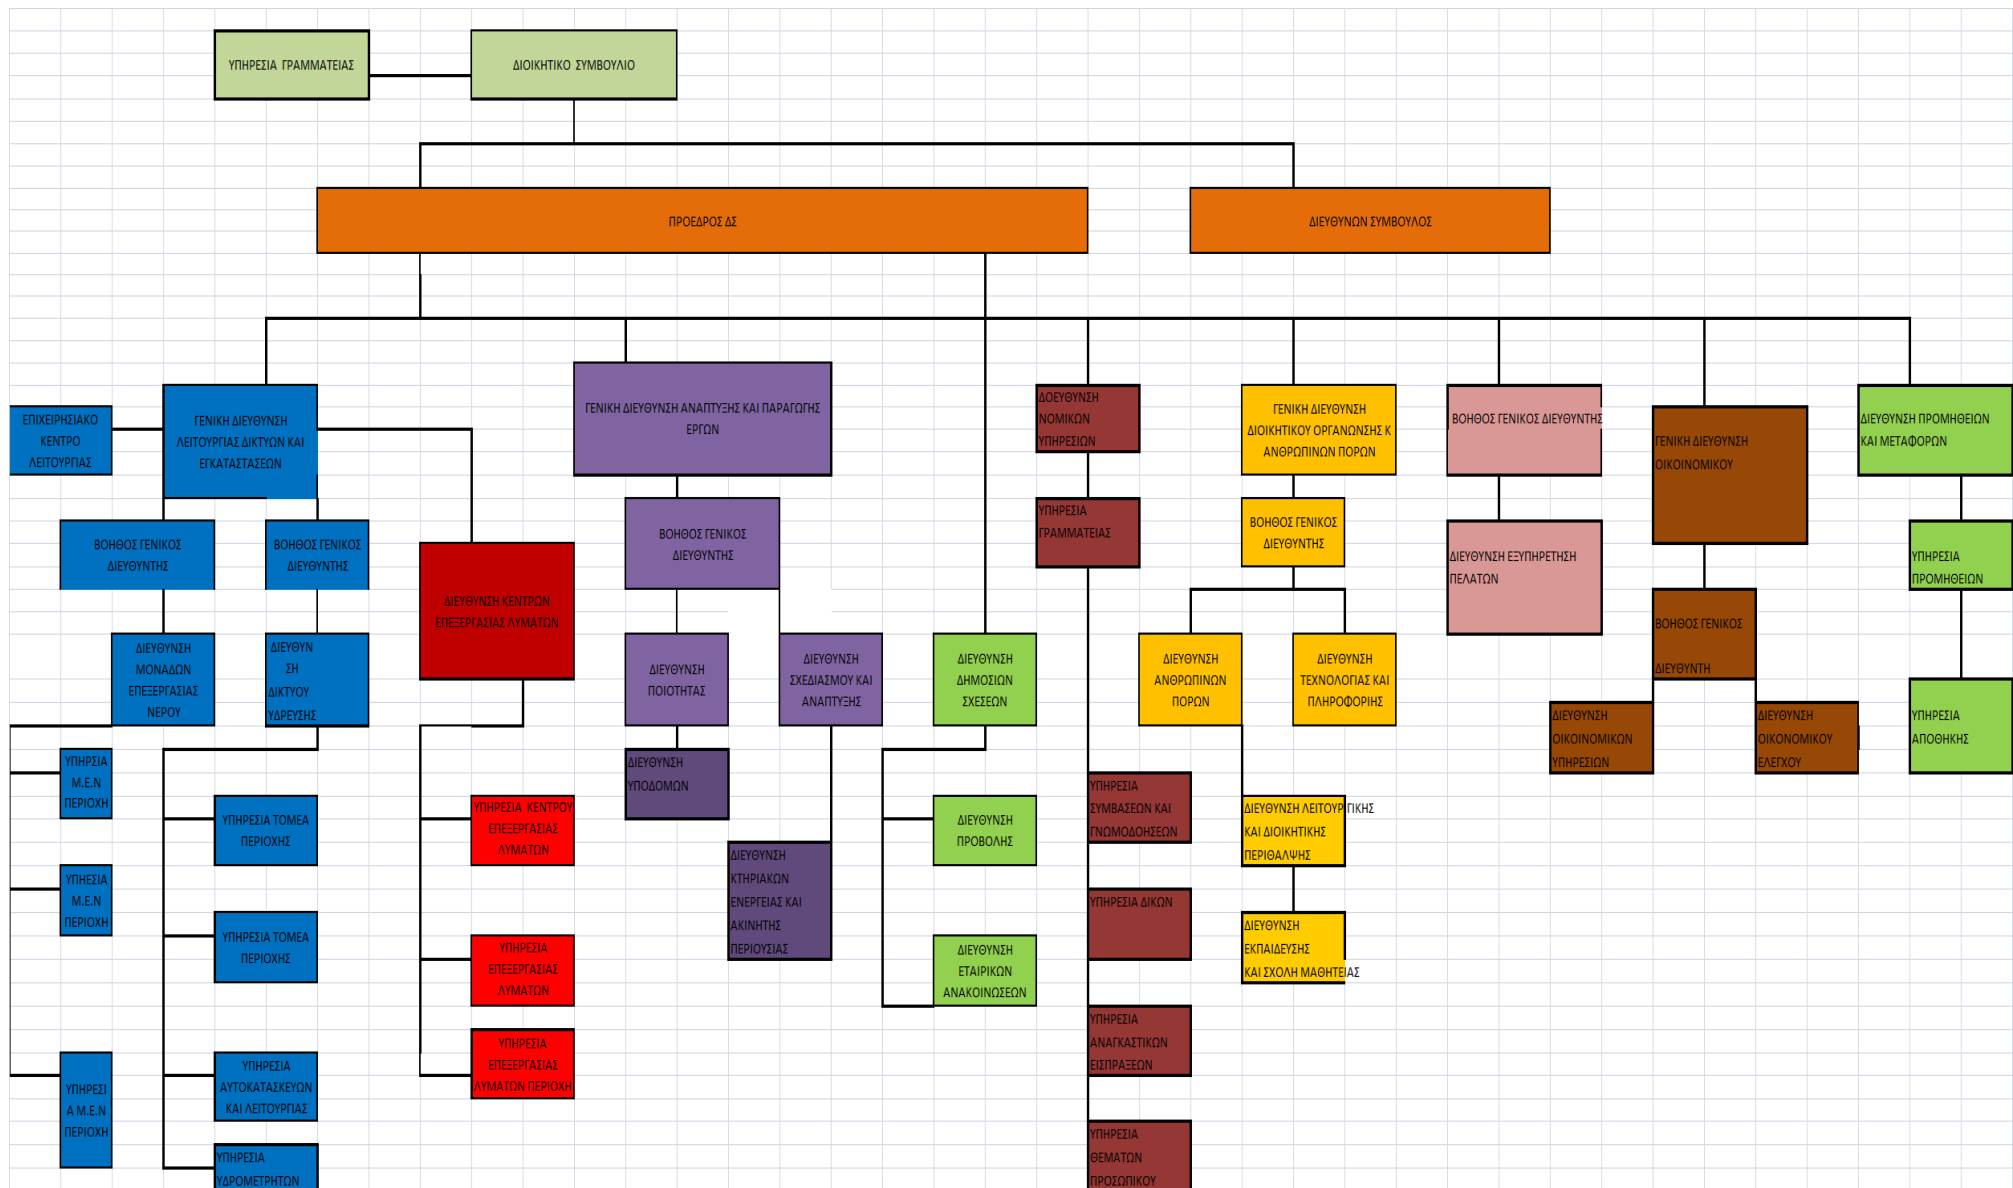 ΥΠΗΡΕΣΙΑ ΓΡΑΜΜΑΤΕΙΑΣ
ΔΙΟΙΚΗΤΙΚΟ ΣΥΜΒΟΥΛΙΟ
ΠΡΟΕΔΡΟΣ ΔΣ
ΔΙΕΥΘΥΝΩΝ ΣΥΜΒΟΥΛΟΣ
ΕΠΙΧΕΙΡΗΣΙΑΚΟ
ΚΕΝΤΡΟ
ΛΕΙΤΟΥΡΓΙΑΣ
ΓΕΝΙΚΗ ΔΙΕΥΘΥΝΣΗ
ΛΕΙΤΟΥΡΓΙΑΣ ΔΙΚΤΥΩΝ ΚΑΙ
ΕΓΚΑΤΑΣΤΑΣΕΩΝ
ΓΕΝΙΚΗ ΔΙΕΥΘΥΝΣΗ ΑΝΑΠΤΥΞΗΣ ΚΑΙ ΠΑΡΑΓΩΓΗΣ
ΕΡΓΩΝ
ΔΟΕΥΘΥΝΣΗ
ΝΟΜΙΚΩΝ
ΥΠΗΡΕΣΙΩΝ
ΓΕΝΙΚΗ ΔΙΕΥΘΥΝΣΗ
ΔΙΟΙΚΗΤΙΚΟΥ ΟΡΓΑΝΩΝΣΗΣ Κ
ΑΝΘΡΩΠΙΝΩΝ ΠΟΡΩΝ
ΒΟΗΘΟΣ ΓΕΝΙΚΟΣ ΔΙΕΥΘΥΝΤΗΣ
ΓΕΝΙΚΗ ΔΙΕΥΘΥΝΣΗ
ΟΙΚΟΙΝΟΜΙΚΟΥ
ΔΙΕΥΘΥΝΣΗ ΠΡΟΜΗΘΕΙΩΝ
ΚΑΙ ΜΕΤΑΦΟΡΩΝ
ΒΟΗΘΟΣ ΓΕΝΙΚΟΣ
ΔΙΕΥΘΥΝΤΗΣ
ΒΟΗΘΟΣ ΓΕΝΙΚΟΣ
ΔΙΕΥΘΥΝΤΗΣ
ΔΙΕΥΘΥΝΣΗ ΚΕΝΤΡΩΝ
ΕΠΕΞΕΡΓΑΣΙΑΣ ΛΥΜΑΤΩΝ
ΒΟΗΘΟΣ ΓΕΝΙΚΟΣ
ΔΙΕΥΘΥΝΤΗΣ
ΥΠΗΡΕΣΙΑ
ΓΡΑΜΜΑΤΕΙΑΣ
ΒΟΗΘΟΣ ΓΕΝΙΚΟΣ
ΔΙΕΥΘΥΝΤΗΣ
ΔΙΕΥΘΥΝΣΗ ΕΞΥΠΗΡΕΤΗΣΗ
ΠΕΛΑΤΩΝ
ΥΠΗΡΕΣΙΑ
ΠΡΟΜΗΘΕΙΩΝ
ΒΟΗΘΟΣ ΓΕΝΙΚΟΣ
ΔΙΕΥΘΥΝΤΗ
ΔΙΕΥΘΥΝΣΗ
ΜΟΝΑΔΩΝ
ΕΠΕΞΕΡΓΑΣΙΑΣ
ΝΕΡΟΥ
ΔΙΕΥΘΥΝ
ΣΗ
ΔΙΚΤΥΟΥ
ΥΔΡΕΥΣΗΣ
ΔΙΕΥΘΥΝΣΗ
ΠΟΙΟΤΗΤΑΣ
ΔΙΕΥΘΥΝΣΗ
ΣΧΕΔΙΑΣΜΟΥ ΚΑΙ
ΑΝΑΠΤΥΞΗΣ
ΔΙΕΥΘΥΝΣΗ
ΔΗΜΟΣΙΩΝ
ΣΧΕΣΕΩΝ
ΔΙΕΥΘΥΝΣΗ
ΑΝΘΡΩΠΙΝΩΝ
ΠΟΡΩΝ
ΔΙΕΥΘΥΝΣΗ
ΤΕΧΝΟΛΟΓΙΑΣ ΚΑΙ
ΠΛΗΡΟΦΟΡΙΗΣ
ΔΙΕΥΘΥΝΣΗ
ΟΙΚΟΙΝΟΜΙΚΩΝ
ΥΠΗΡΕΣΙΩΝ
ΔΙΕΥΘΥΝΣΗ
ΟΙΚΟΝΟΜΙΚΟΥ
ΕΛΕΓΧΟΥ
ΥΠΗΡΕΣΙΑ
ΑΠΟΘΗΚΗΣ
ΥΠΗΡΣΙΑ
Μ.Ε.Ν
ΠΕΡΙΟΧΗ
ΔΙΕΥΘΥΝΣΗ
ΥΠΟΔΟΜΩΝ
ΥΠΗΡΕΣΙΑ ΤΟΜΕΑ
ΠΕΡΙΟΧΗΣ
ΥΠΗΡΕΣΙΑ ΚΕΝΤΡΟΥ
ΕΠΕΞΕΡΓΑΣΙΑΣ
ΛΥΜΑΤΩΝ
ΔΙΕΥΘΥΝΣΗ
ΠΡΟΒΟΛΗΣ
ΥΠΗΡΕΣΙΑ
ΣΥΜΒΑΣΕΩΝ ΚΑΙ
ΓΝΩΜΟΔΟΗΣΕΩΝ
ΔΙΕΥΘΥΝΣΗ ΛΕΙΤΟΥΡΓΙΚΗΣ
ΚΑΙ ΔΙΟΙΚΗΤΙΚΗΣ
ΠΕΡΙΘΑΛΨΗΣ
ΥΠΗΕΣΙΑ
Μ.Ε.Ν
ΠΕΡΙΟΧΗ
ΔΙΕΥΘΥΝΣΗ
ΚΤΗΡΙΑΚΩΝ
ΕΝΕΡΓΕΙΑΣ ΚΑΙ
ΑΚΙΝΗΤΗΣ
ΠΕΡΙΟΥΣΙΑΣ
ΥΠΗΡΕΣΙΑ ΔΙΚΩΝ
ΥΠΗΡΕΣΙΑ ΤΟΜΕΑ
ΠΕΡΙΟΧΗΣ
ΥΠΗΡΕΣΙΑ
ΕΠΕΞΕΡΓΑΣΙΑΣ
ΛΥΜΑΤΩΝ
ΔΙΕΥΘΥΝΣΗ
ΕΤΑΙΡΙΚΩΝ
ΑΝΑΚΟΙΝΩΣΕΩΝ
ΔΙΕΥΘΥΝΣΗ
ΕΚΠΑΙΔΕΥΣΗΣ
ΚΑΙ ΣΧΟΛΗ ΜΑΘΗΤΕΙΑΣ
ΥΠΗΡΕΣΙ
Α Μ.Ε.Ν
ΠΕΡΙΟΧΗ
ΥΠΗΡΕΣΙΑ
ΑΥΤΟΚΑΤΑΣΚΕΥΩΝ
ΚΑΙ ΛΕΙΤΟΥΡΓΙΑΣ
ΥΠΗΡΕΣΙΑ
ΕΠΕΞΕΡΓΑΣΙΑΣ
ΛΥΜΑΤΩΝ ΠΕΡΙΟΧΗ
ΥΠΗΡΕΣΙΑ
ΑΝΑΓΚΑΣΤΙΚΩΝ
ΕΙΣΠΡΑΞΕΩΝ
ΥΠΗΡΕΣΙΑ
ΥΔΡΟΜΕΤΡΗΤΩΝ
ΥΠΗΡΕΣΙΑ
ΘΕΜΑΤΩΝ
ΠΡΟΣΩΠΙΚΟΥ